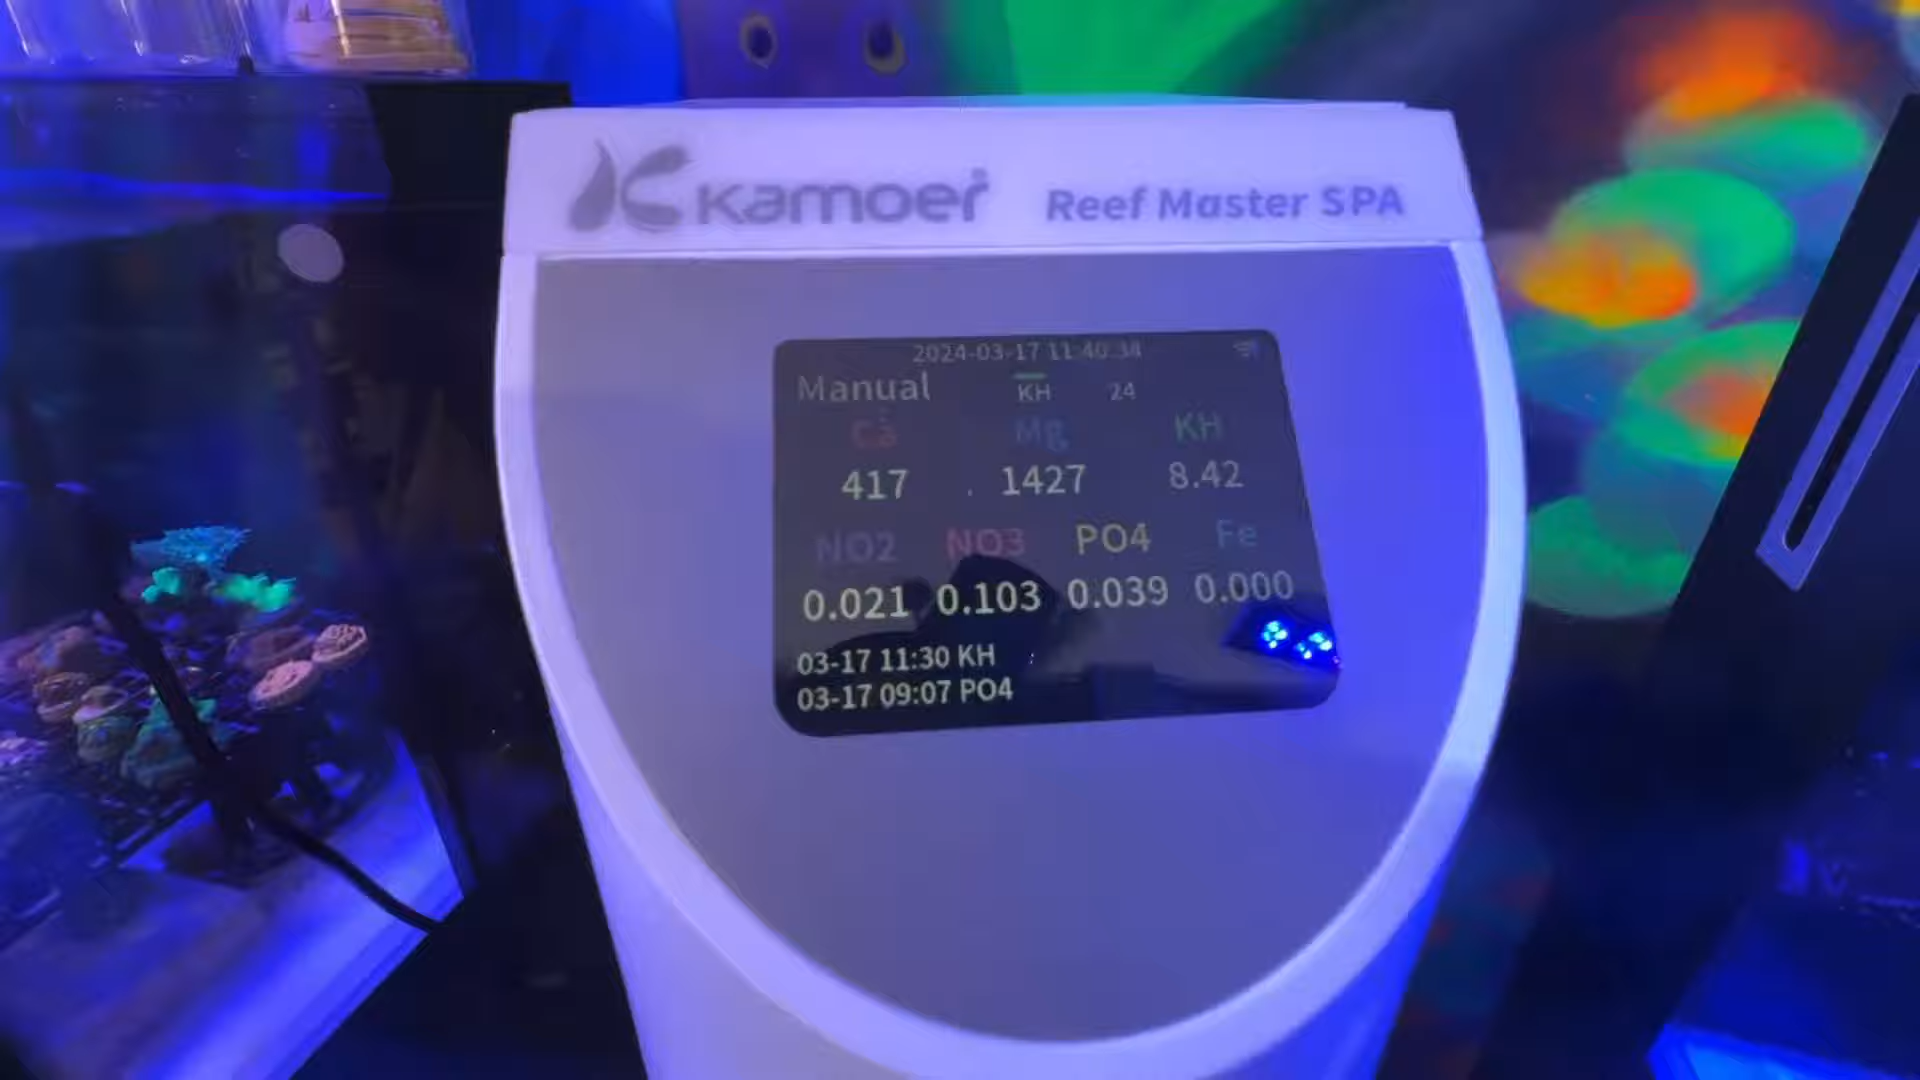 Kamoer Reef Master SPA
2024-03-17 11:40:34
Manual KH 24
Ca Mg KH
417 1427 8.42
NO2 NO3 PO4 Fe
0.021 0.103 0.039 0.000
03-17 11:30 KH
03-17 09:07 PO4